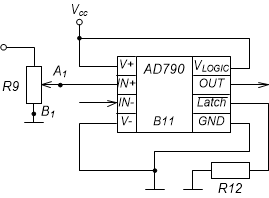 Vcc
A1
V+ AD790 VLOGIC
IN+ OUT
R9
IN- Latch
B1
V- B11 GND
R12